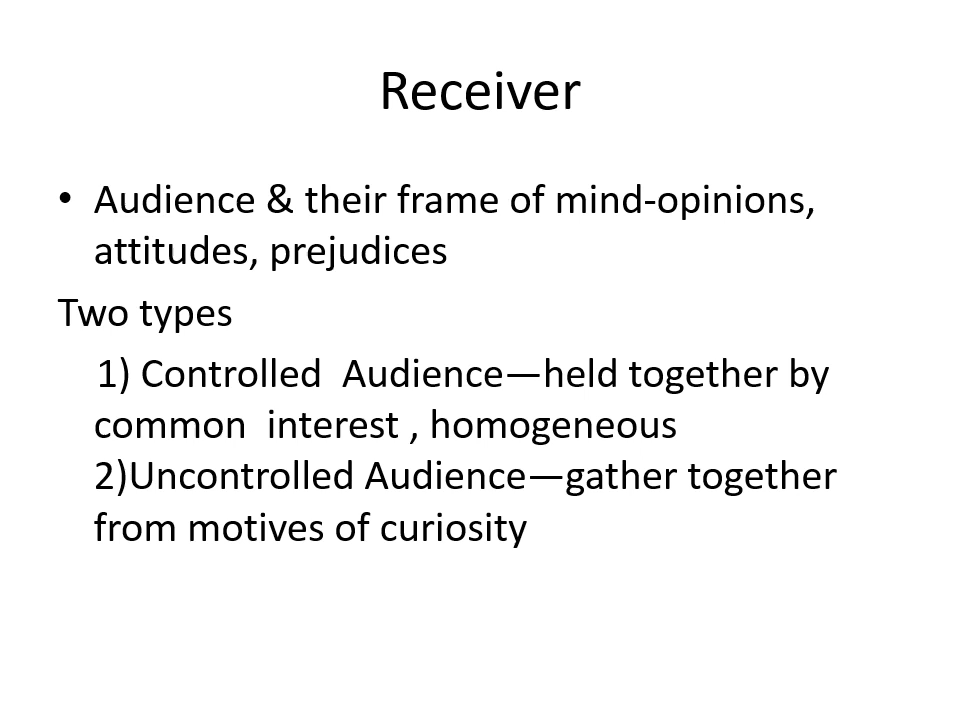 Receiver
• Audience & their frame of mind-opinions,
attitudes, prejudices
Two types
1) Controlled  Audience—held together by
common  interest , homogeneous
2)Uncontrolled Audience—gather together
from motives of curiosity